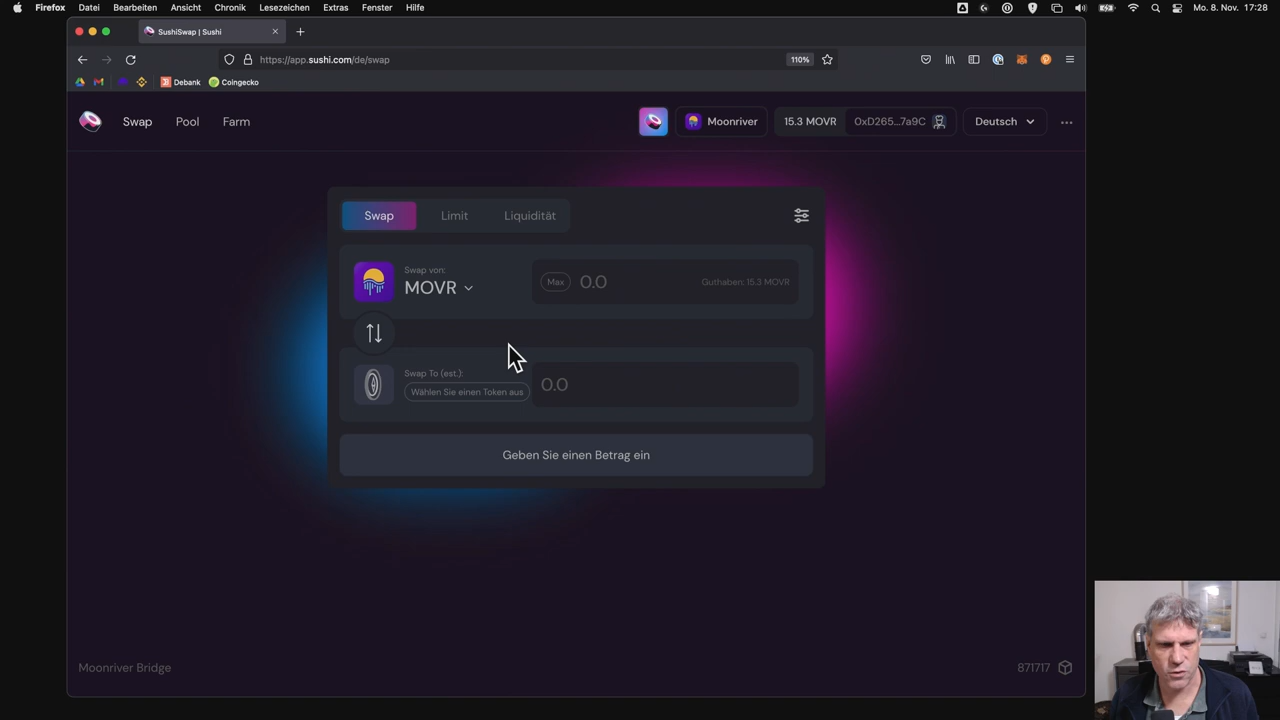 Firefox Datei Bearbeiten Ansicht Chronik Lesezeichen Extras Fenster Hilfe Mo. 8. Nov. 17:28
SushiSwap | Sushi
https://app.sushi.com/de/swap 110%
Debank Coingecko
Swap Pool Farm Moonriver 15.3 MOVR 0xD265...7a9C Deutsch
Swap Limit Liquidität
Swap von:
MOVR Max 0.0 Guthaben: 15.3 MOVR
Swap To (est.):
Wählen Sie einen Token aus 0.0
Geben Sie einen Betrag ein
Moonriver Bridge 871717